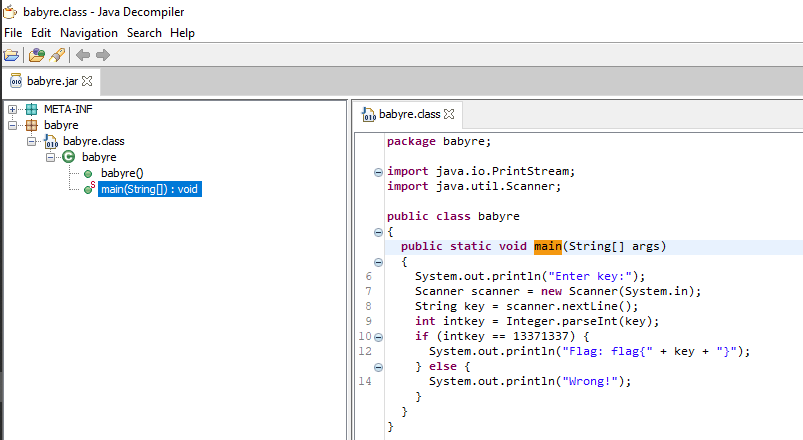 babyre.class - Java Decompiler
File Edit Navigation Search Help
babyre.jar
META-INF
babyre
babyre.class
babyre
babyre()
main(String[]) : void
babyre.class
package babyre;
import java.io.PrintStream;
import java.util.Scanner;
public class babyre
{
public static void main(String[] args)
{
6 System.out.println("Enter key:");
7 Scanner scanner = new Scanner(System.in);
8 String key = scanner.nextLine();
9 int intkey = Integer.parseInt(key);
10 if (intkey == 13371337) {
12 System.out.println("Flag: flag{" + key + "}");
} else {
14 System.out.println("Wrong!");
}
}
}